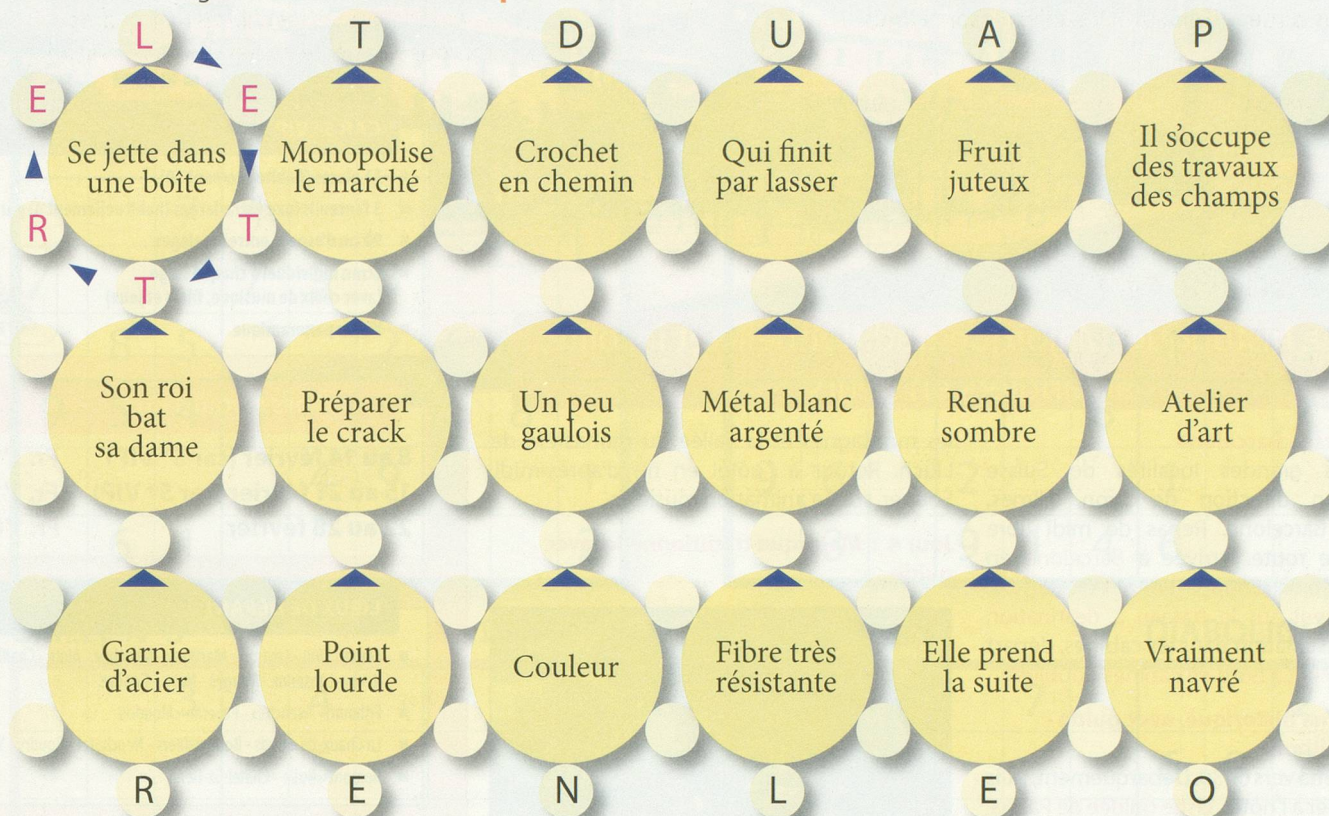 L T D U A P
E E
Se jette dans
une boîte
Monopolise
le marché
Crochet
en chemin
Qui finit
par lasser
Fruit
juteux
Il s'occupe
des travaux
des champs
R T
T
Son roi
bat
sa dame
Préparer
le crack
Un peu
gaulois
Métal blanc
argenté
Rendu
sombre
Atelier
d'art
Garnie
d'acier
Point
lourde
Couleur
Fibre très
résistante
Elle prend
la suite
Vraiment
navré
R E N L E O